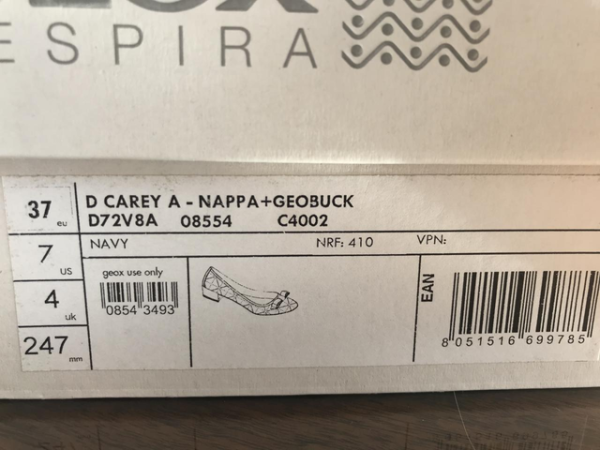 ESPIRA
37 eu
D CAREY A - NAPPA+GEOBUCK
D72V8A 08554 C4002
7 US
NAVY NRF: 410 VPN:
4 uk
geox use only
0854 3493
EAN
8 051516 699785
247 mm